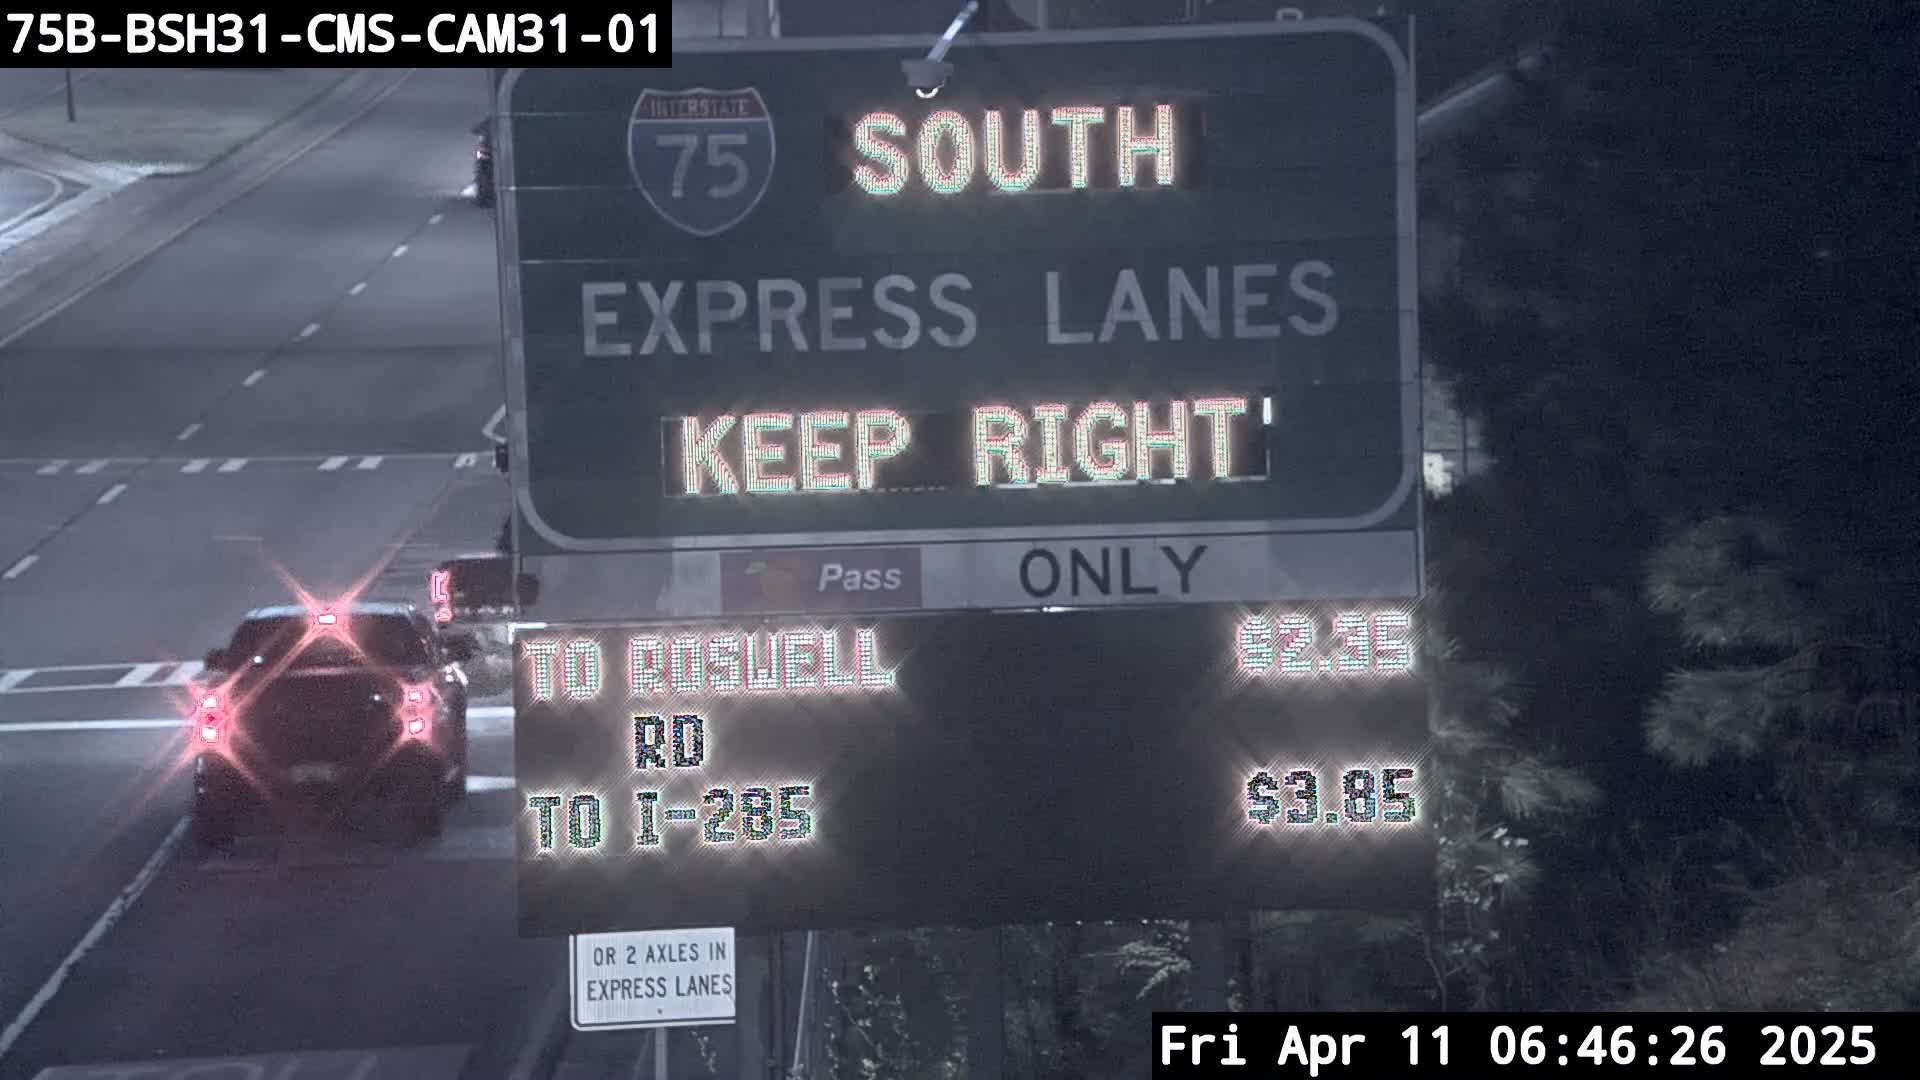 75B-BSH31-CMS-CAM31-01
INTERSTATE
75
SOUTH
EXPRESS LANES
KEEP RIGHT
Pass ONLY
TO ROSWELL $2.35
RD
TO I-285 $3.85
OR 2 AXLES IN
EXPRESS LANES
Fri Apr 11 06:46:26 2025